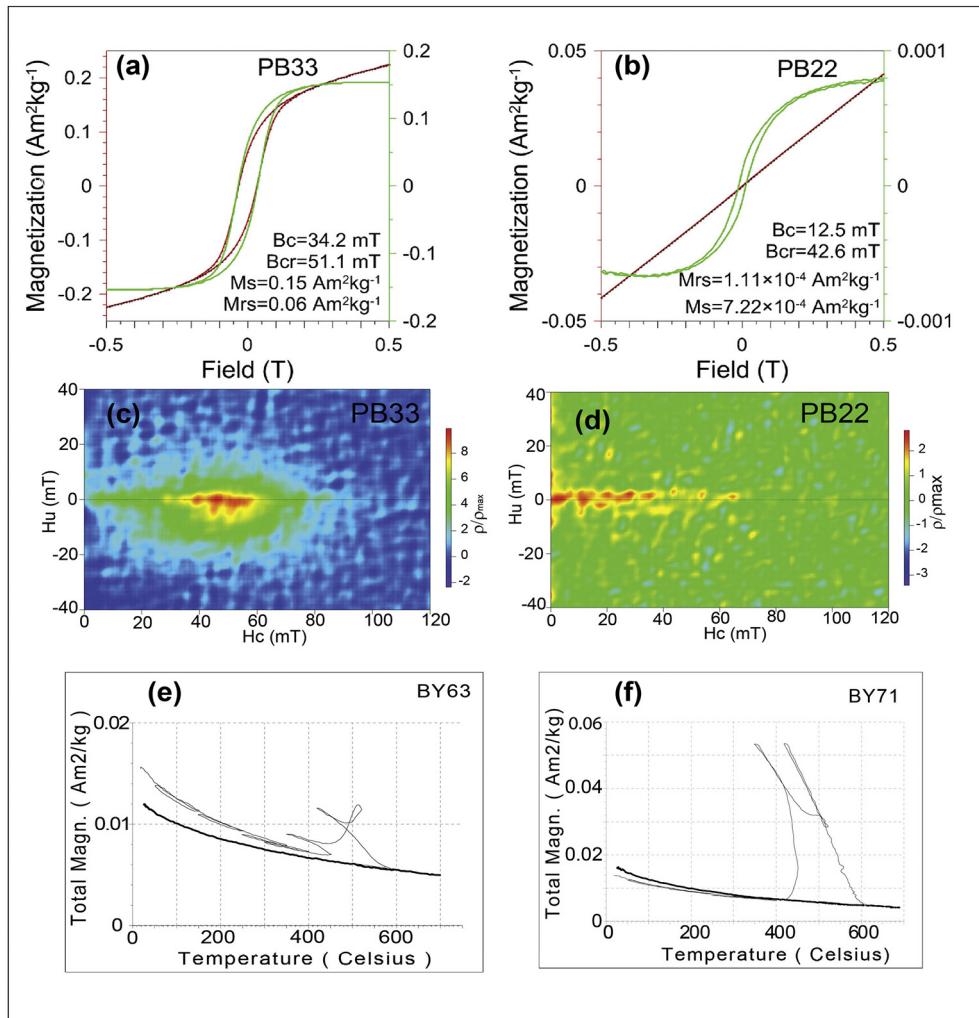 (a) PB33
0.2
0.1
0
-0.1
-0.2
0.2
0.1
0
-0.1
-0.2
Magnetization (Am²kg⁻¹)
Bc=34.2 mT
Bcr=51.1 mT
Ms=0.15 Am²kg⁻¹
Mrs=0.06 Am²kg⁻¹
-0.5 0 0.5
Field (T)
(b) PB22
0.05
0
-0.05
0.001
0
-0.001
Magnetization (Am²kg⁻¹)
Bc=12.5 mT
Bcr=42.6 mT
Mrs=1.11×10⁻⁴ Am²kg⁻¹
Ms=7.22×10⁻⁴ Am²kg⁻¹
-0.5 0 0.5
Field (T)
(c) PB33
40
20
0
-20
-40
Hu (mT)
0 20 40 60 80 100 120
Hc (mT)
8
6
4
2
0
-2
ρ/ρmax
(d) PB22
40
20
0
-20
-40
Hu (mT)
0 20 40 60 80 100 120
Hc (mT)
2
1
0
-1
-2
-3
ρ/ρmax
(e) BY63
0.02
0.01
0
Total Magn. ( Am2/kg)
0 200 400 600
Temperature ( Celsius )
(f) BY71
0.06
0.04
0.02
0
Total Magn. ( Am2/kg)
0 200 400 600
Temperature (Celsius)